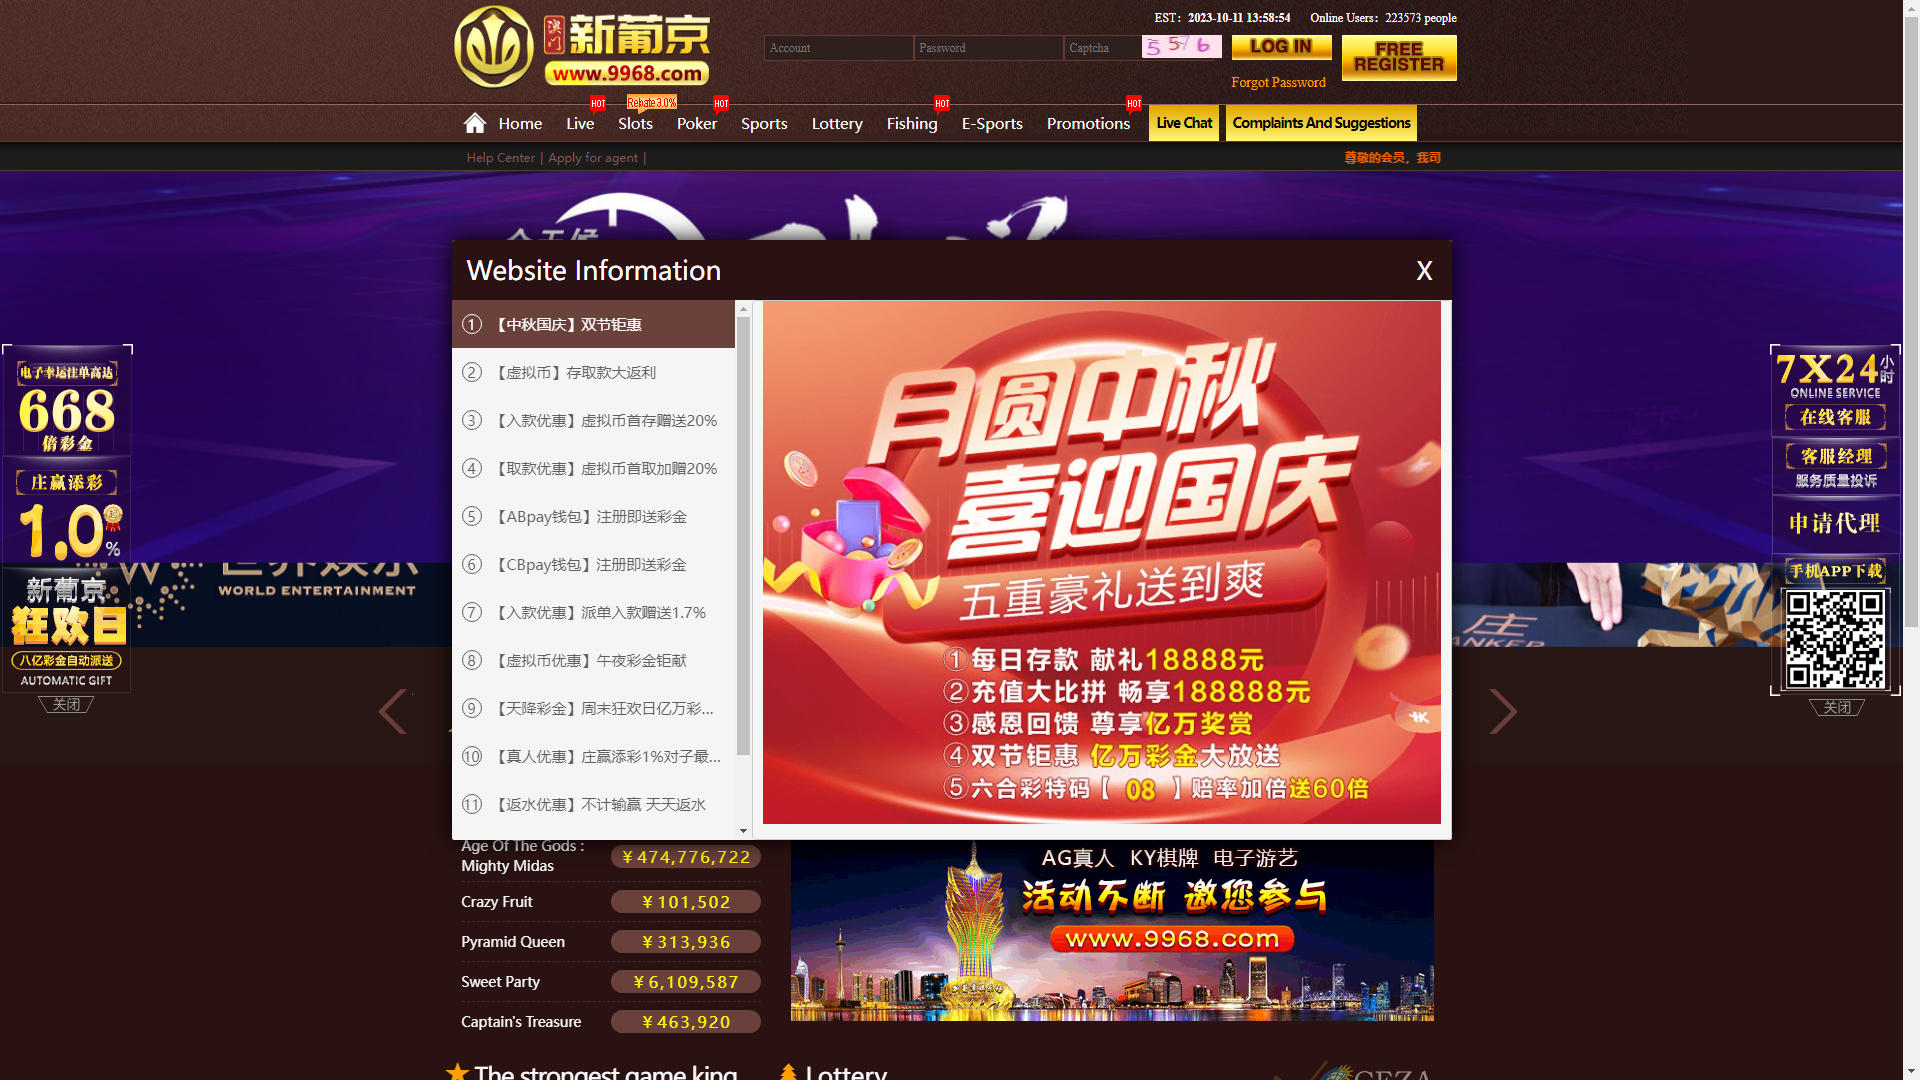 澳门 新葡京
www.9968.com
EST：2023-10-11 13:58:54 Online Users：223573 people
Account Password Captcha 5576 LOG IN FREE REGISTER
Forgot Password
HOT Rebate 3.0% HOT HOT HOT
Home Live Slots Poker Sports Lottery Fishing E-Sports Promotions Live Chat Complaints And Suggestions
Help Center | Apply for agent |
尊敬的会员，我司
Website Information X
1 【中秋国庆】双节钜惠
2 【虚拟币】存取款大返利
3 【入款优惠】虚拟币首存赠送20%
4 【取款优惠】虚拟币首取加赠20%
5 【ABpay钱包】注册即送彩金
6 【CBpay钱包】注册即送彩金
7 【入款优惠】派单入款赠送1.7%
8 【虚拟币优惠】午夜彩金钜献
9 【天降彩金】周末狂欢日亿万彩...
10 【真人优惠】庄赢添彩1%对子最...
11 【返水优惠】不计输赢 天天返水
月圆中秋
喜迎国庆
五重豪礼送到爽
①每日存款 献礼18888元
②充值大比拼 畅享188888元
③感恩回馈 尊享亿万奖赏
④双节钜惠 亿万彩金大放送
⑤六合彩特码【 08 】赔率加倍送60倍
电子幸运注单高达
668
倍彩金
庄赢添彩
1.0%
起
新葡京
狂欢日
八亿彩金自动派送
AUTOMATIC GIFT
关闭
WORLD ENTERTAINMENT
庄
7X24小时
ONLINE SERVICE
在线客服
客服经理
服务质量投诉
申请代理
手机APP下载
关闭
Age Of The Gods :
Mighty Midas ¥ 474,776,722
Crazy Fruit ¥ 101,502
Pyramid Queen ¥ 313,936
Sweet Party ¥ 6,109,587
Captain's Treasure ¥ 463,920
AG真人 KY棋牌 电子游艺
活动不断 邀您参与
www.9968.com
The strongest game king
Lottery
CEZA